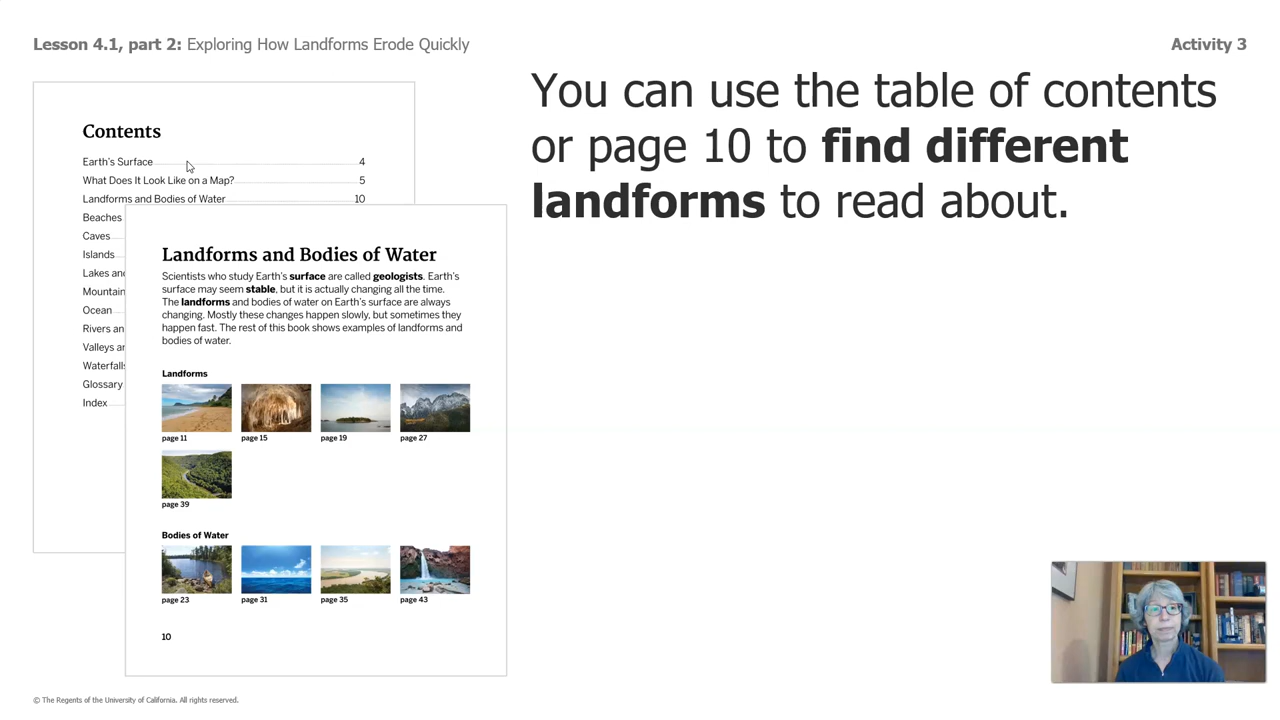 Lesson 4.1, part 2: Exploring How Landforms Erode Quickly
Activity 3
You can use the table of contents
or page 10 to find different
landforms to read about.
Contents
Earth's Surface 4
What Does It Look Like on a Map? 5
Landforms and Bodies of Water 10
Beaches
Caves
Islands
Lakes
Mountain
Ocean
Rivers
Valleys
Waterfalls
Glossary
Index
Landforms and Bodies of Water
Scientists who study Earth's surface are called geologists. Earth's
surface may seem stable, but it is actually changing all the time.
The landforms and bodies of water on Earth's surface are always
changing. Mostly these changes happen slowly, but sometimes they
happen fast. The rest of this book shows examples of landforms and
bodies of water.
Landforms
page 11 page 15 page 19 page 27
page 39
Bodies of Water
page 23 page 31 page 35 page 43
10
© The Regents of the University of California. All rights reserved.